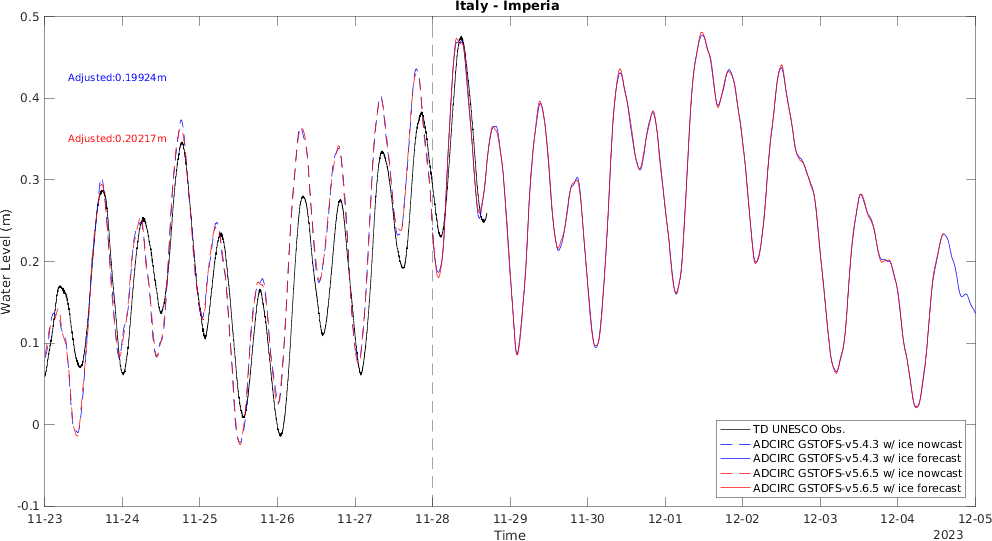 Italy - Imperia
0.5
0.4
0.3
0.2
0.1
0
-0.1
Water Level (m)
Adjusted:0.19924m
Adjusted:0.20217m
TD UNESCO Obs.
ADCIRC GSTOFS-v5.4.3 w/ ice nowcast
ADCIRC GSTOFS-v5.4.3 w/ ice forecast
ADCIRC GSTOFS-v5.6.5 w/ ice nowcast
ADCIRC GSTOFS-v5.6.5 w/ ice forecast
11-23 11-24 11-25 11-26 11-27 11-28 11-29 11-30 12-01 12-02 12-03 12-04 12-05
Time
2023